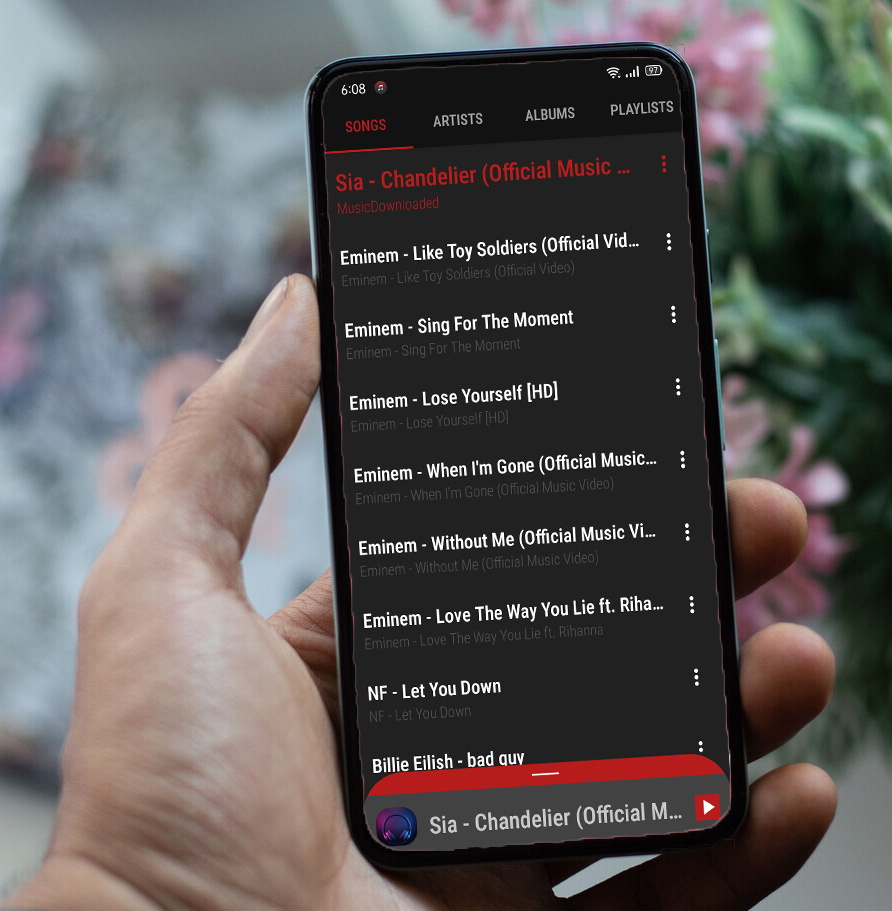 6:08 97
SONGS ARTISTS ALBUMS PLAYLISTS
Sia - Chandelier (Official Music ...
MusicDownloaded
Eminem - Like Toy Soldiers (Official Vid...
Eminem - Like Toy Soldiers (Official Video)
Eminem - Sing For The Moment
Eminem - Sing For The Moment
Eminem - Lose Yourself [HD]
Eminem - Lose Yourself [HD]
Eminem - When I'm Gone (Official Music...
Eminem - When I'm Gone (Official Music Video)
Eminem - Without Me (Official Music Vi...
Eminem - Without Me (Official Music Video)
Eminem - Love The Way You Lie ft. Riha...
Eminem - Love The Way You Lie ft. Rihanna
NF - Let You Down
NF - Let You Down
Billie Eilish - bad guy
Sia - Chandelier (Official M...